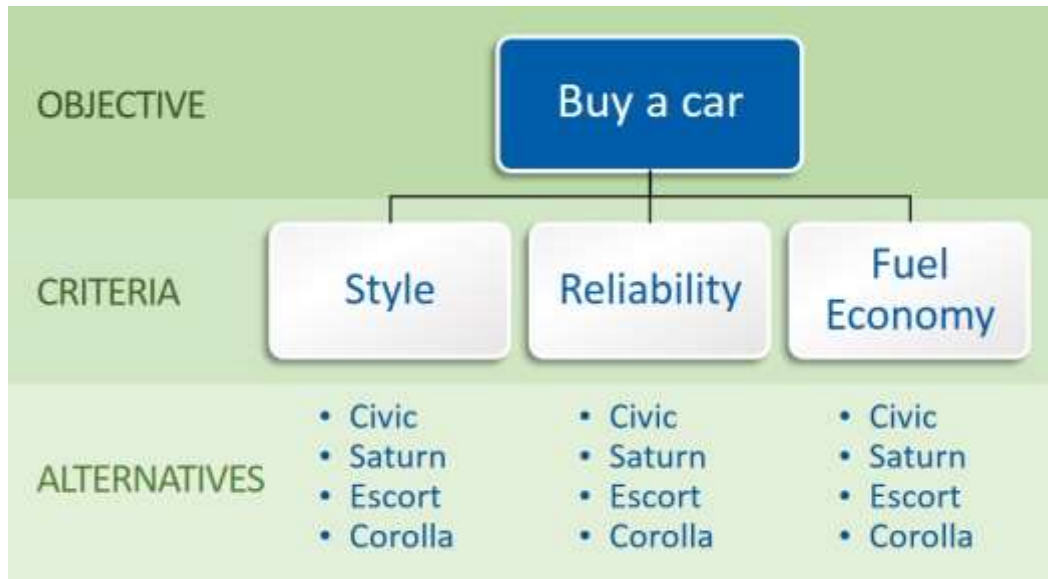 OBJECTIVE
Buy a car
CRITERIA
Style
Reliability
Fuel
Economy
ALTERNATIVES
• Civic
• Saturn
• Escort
• Corolla
• Civic
• Saturn
• Escort
• Corolla
• Civic
• Saturn
• Escort
• Corolla